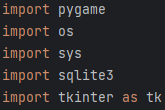 import pygame
import os
import sys
import sqlite3
import tkinter as tk